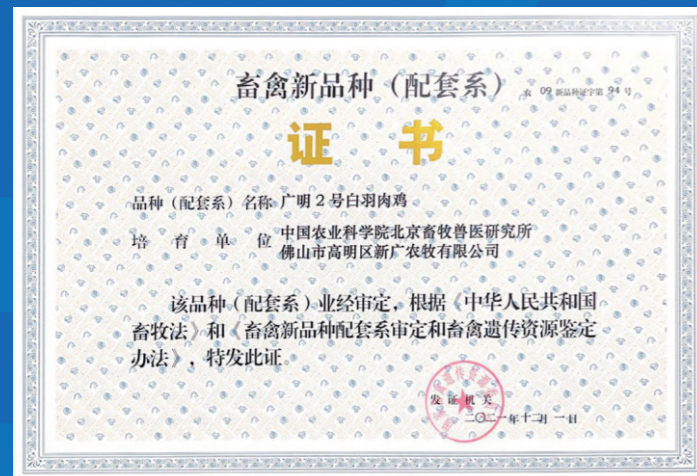 畜禽新品种（配套系）
农 09 新品种证字第 94 号
证 书
品种（配套系）名称 广明2号白羽肉鸡
培 育 单 位 中国农业科学院北京畜牧兽医研究所
佛山市高明区新广农牧有限公司
该品种（配套系）业经审定，根据《中华人民共和国
畜牧法》和《畜禽新品种配套系审定和畜禽遗传资源鉴定
办法》，特发此证。
发 证 机 关
二〇二一年十二月一日